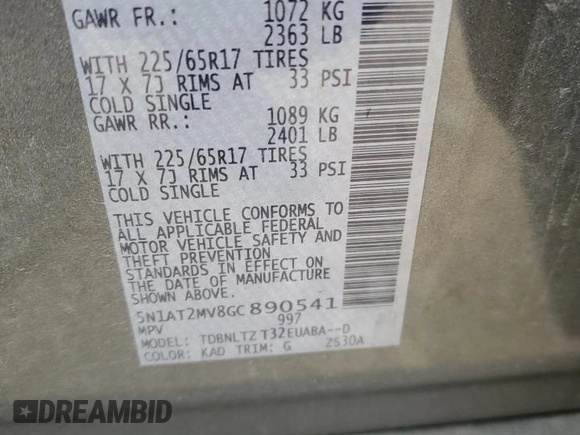 GAWR FR.: 1072 KG
2363 LB
WITH 225/65R17 TIRES
17 X 7J RIMS AT 33 PSI
COLD SINGLE
GAWR RR.: 1089 KG
2401 LB
WITH 225/65R17 TIRES
17 X 7J RIMS AT 33 PSI
COLD SINGLE
THIS VEHICLE CONFORMS TO
ALL APPLICABLE FEDERAL
MOTOR VEHICLE SAFETY AND
THEFT PREVENTION
STANDARDS IN EFFECT ON
THE DATE OF MANUFACTURE
SHOWN ABOVE.
5N1AT2MV8GC 890541
MPV 997
MODEL: TDBNLTZ T32EUABA--D
COLOR: KAD TRIM: G ZS30A
DREAMBID